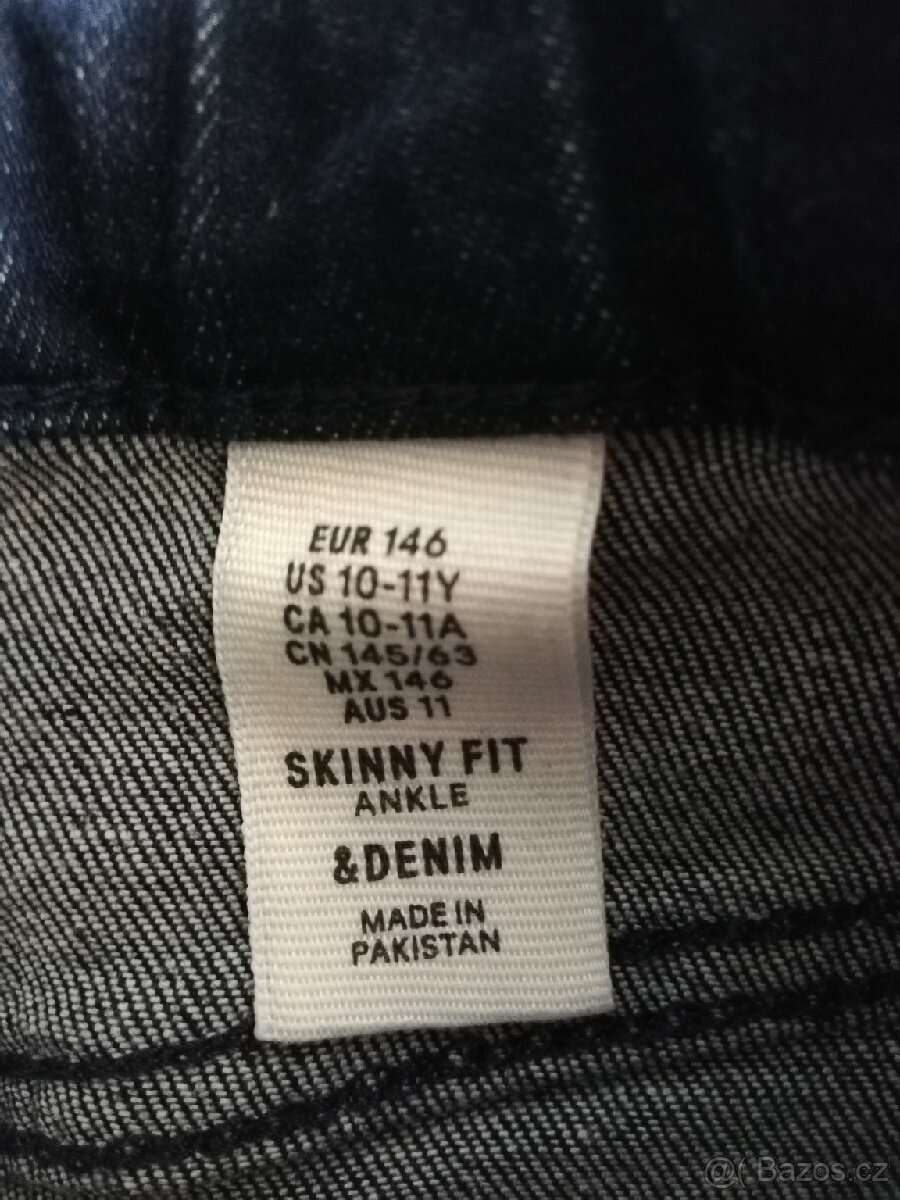 EUR 146
US 10-11Y
CA 10-11A
CN 145/63
MX 146
AUS 11
SKINNY FIT
ANKLE
&DENIM
MADE IN
PAKISTAN
@( Bazos.cz